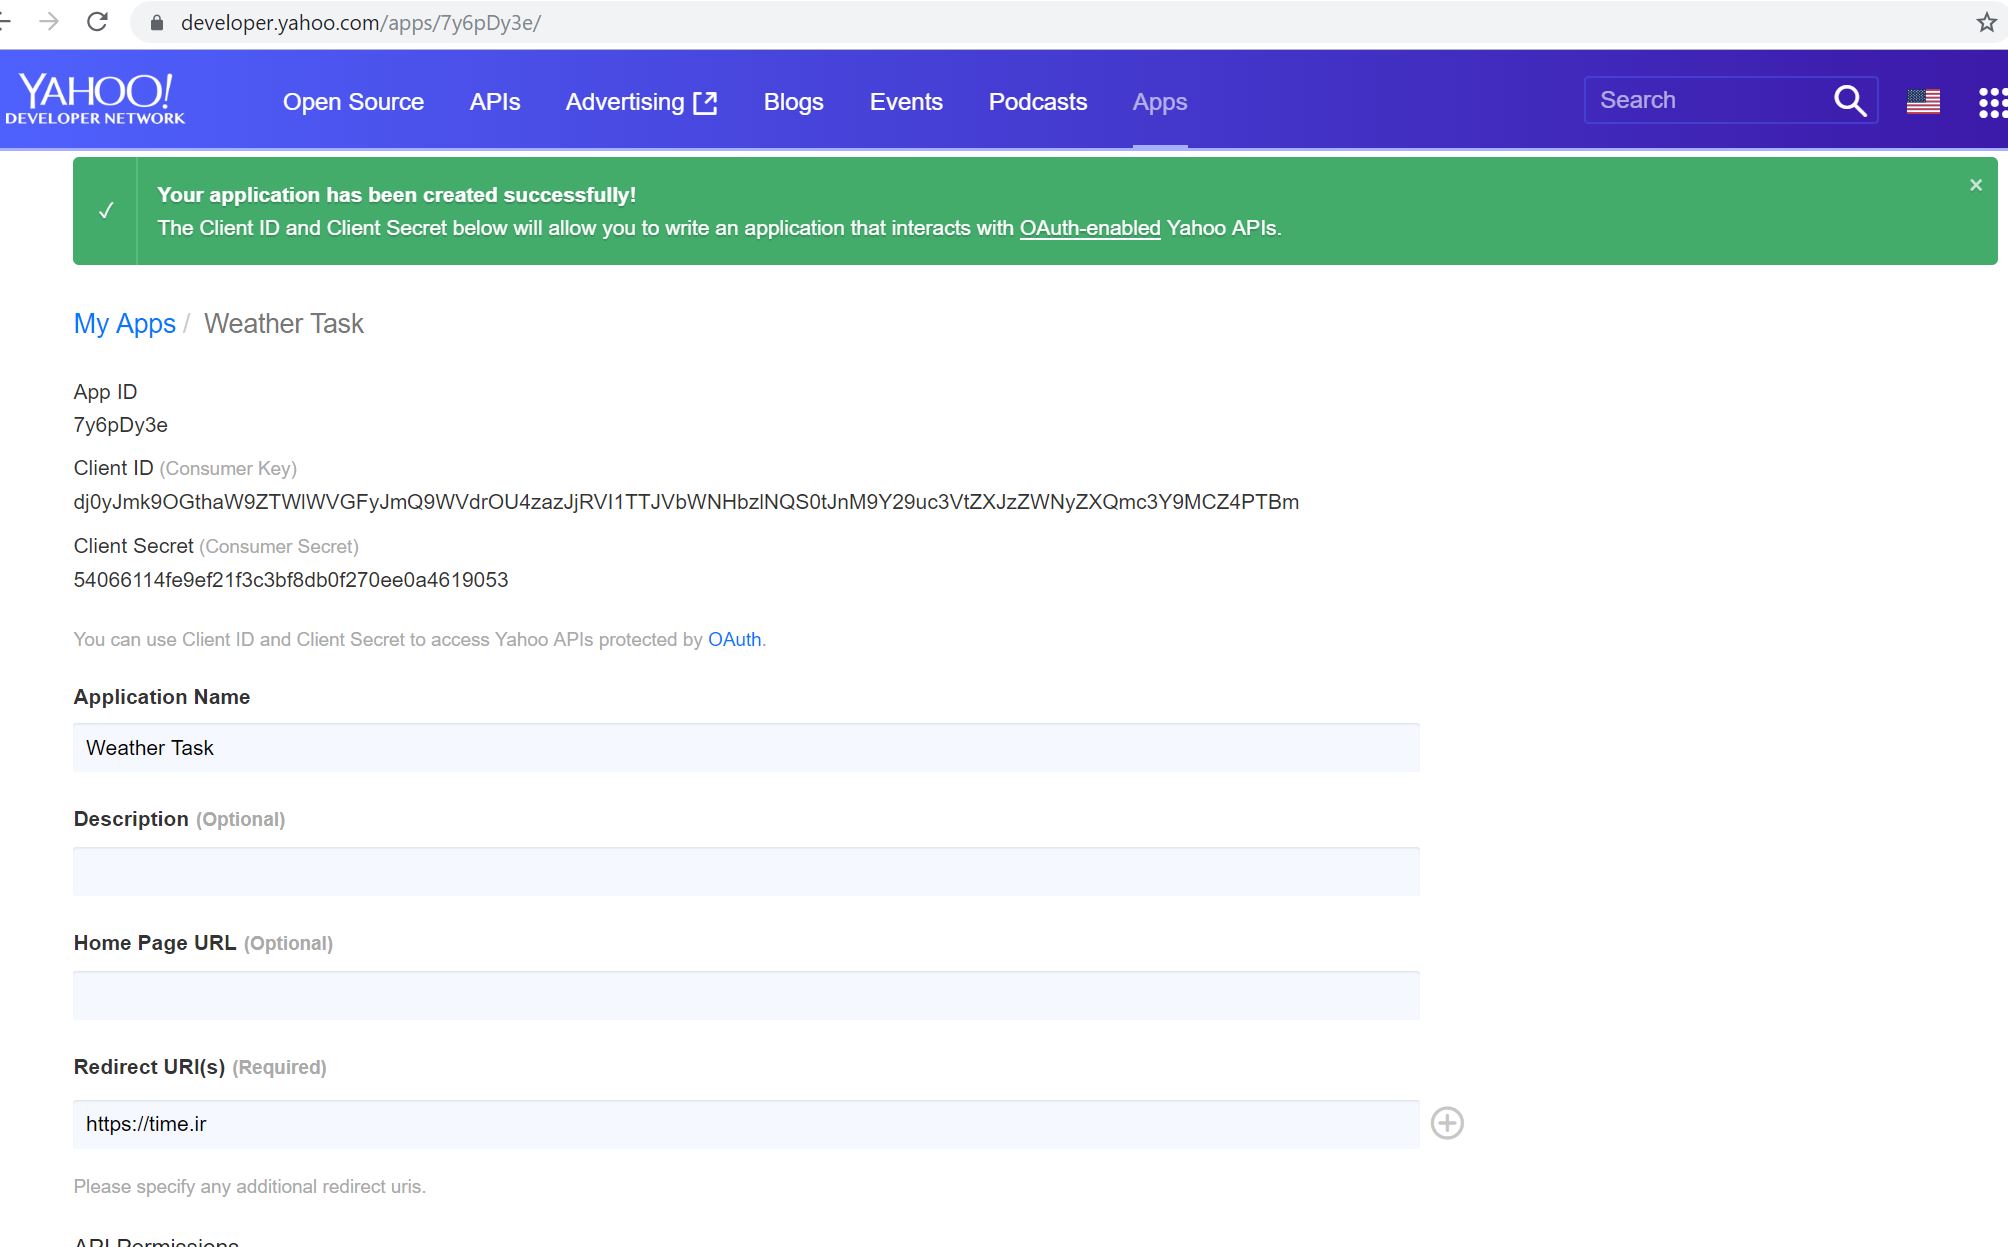 developer.yahoo.com/apps/7y6pDy3e/
YAHOO!
DEVELOPER NETWORK
Open Source APIs Advertising Blogs Events Podcasts Apps Search
Your application has been created successfully!
The Client ID and Client Secret below will allow you to write an application that interacts with OAuth-enabled Yahoo APIs.
My Apps / Weather Task
App ID
7y6pDy3e
Client ID (Consumer Key)
dj0yJmk9OGthaW9ZTWlWVGFyJmQ9WVdrOU4zazJjRVI1TTJVbWNHbzlNQS0tJnM9Y29uc3VtZXJzZWNyZXQmc3Y9MCZ4PTBm
Client Secret (Consumer Secret)
54066114fe9ef21f3c3bf8db0f270ee0a4619053
You can use Client ID and Client Secret to access Yahoo APIs protected by OAuth.
Application Name
Weather Task
Description (Optional)
Home Page URL (Optional)
Redirect URI(s) (Required)
https://time.ir
Please specify any additional redirect uris.
API Permissions